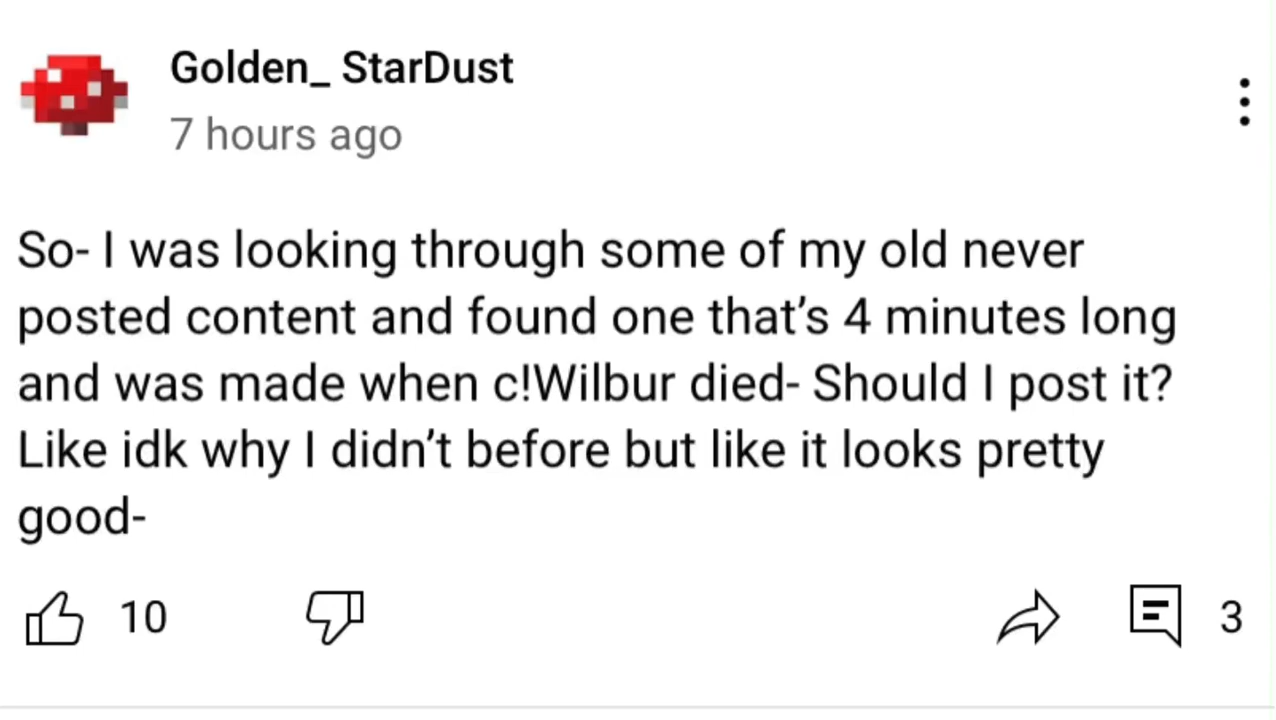 Golden_ StarDust
7 hours ago
So- I was looking through some of my old never
posted content and found one that's 4 minutes long
and was made when c!Wilbur died- Should I post it?
Like idk why I didn't before but like it looks pretty
good-
10
3